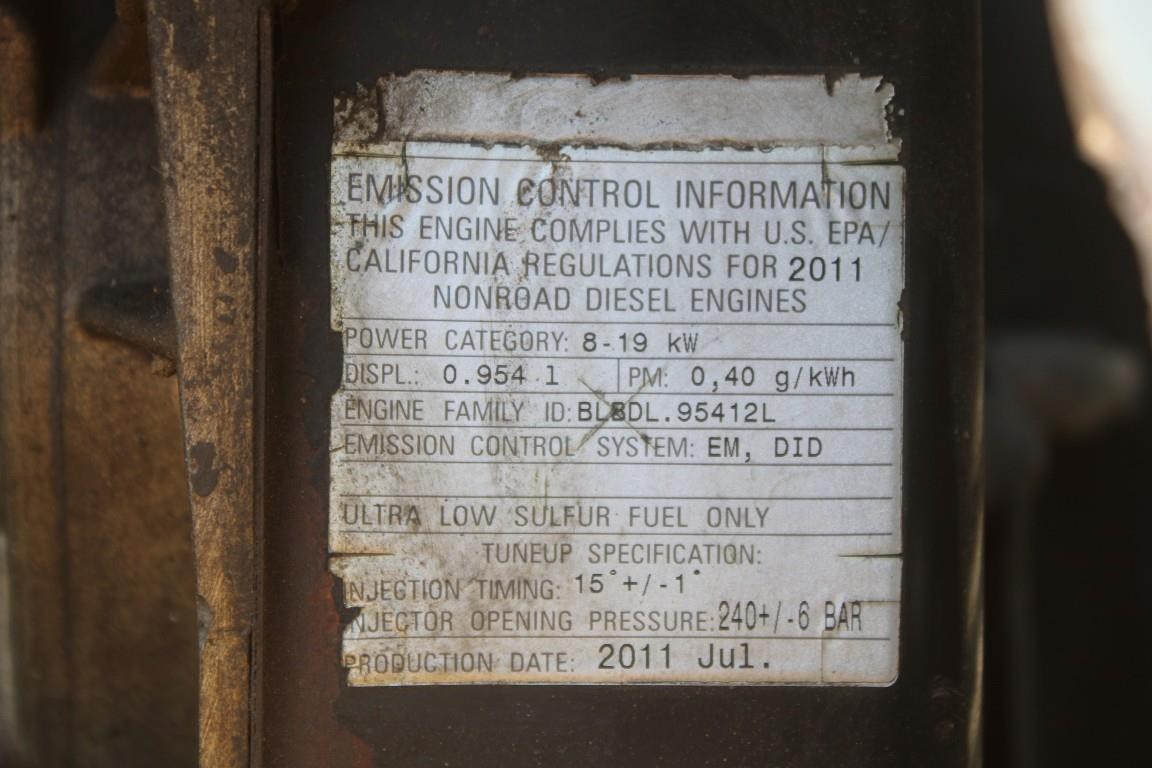 EMISSION CONTROL INFORMATION
THIS ENGINE COMPLIES WITH U.S. EPA/
CALIFORNIA REGULATIONS FOR 2011
NONROAD DIESEL ENGINES
POWER CATEGORY: 8-19 kW
DISPL.: 0.954 l PM: 0,40 g/kWh
ENGINE FAMILY ID: BL8DL.95412L
EMISSION CONTROL SYSTEM: EM, DID
ULTRA LOW SULFUR FUEL ONLY
TUNEUP SPECIFICATION:
INJECTION TIMING: 15°+/-1°
INJECTOR OPENING PRESSURE: 240+/-6 BAR
PRODUCTION DATE: 2011 Jul.